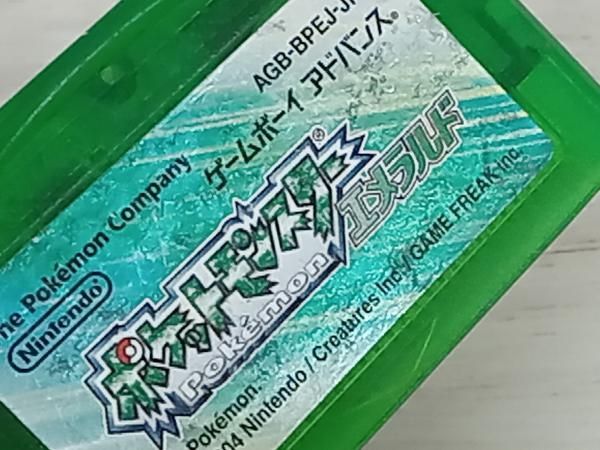 AGB-BPEJ-JP
ゲームボーイ アドバンス®
The Pokémon Company
Nintendo
ポケットモンスター®
エメラルド
Pokémon
Pokémon.
04 Nintendo / Creatures Inc. / GAME FREAK inc.